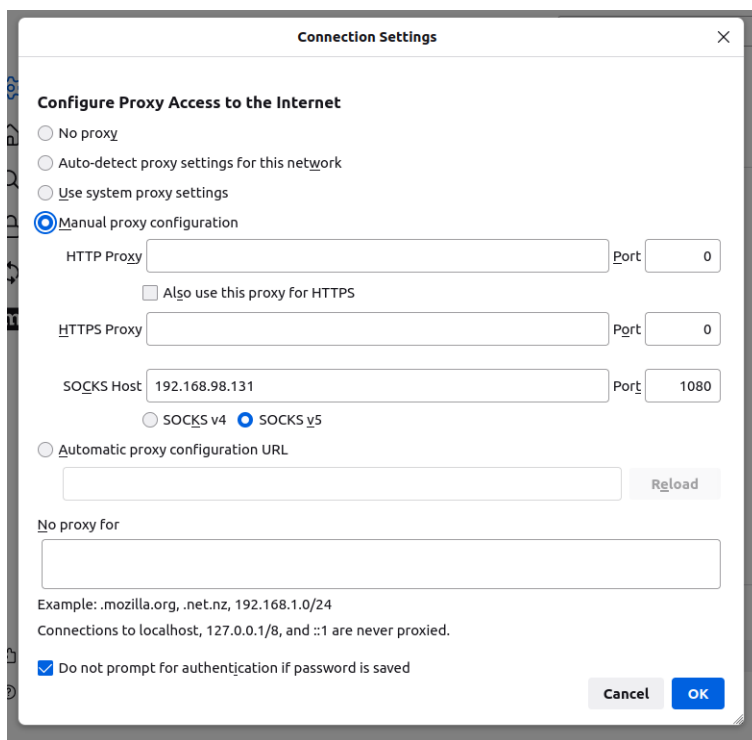 Connection Settings
Configure Proxy Access to the Internet
No proxy
Auto-detect proxy settings for this network
Use system proxy settings
Manual proxy configuration
HTTP Proxy Port 0
Also use this proxy for HTTPS
HTTPS Proxy Port 0
SOCKS Host 192.168.98.131 Port 1080
SOCKS v4 SOCKS v5
Automatic proxy configuration URL
Reload
No proxy for
Example: .mozilla.org, .net.nz, 192.168.1.0/24
Connections to localhost, 127.0.0.1/8, and ::1 are never proxied.
Do not prompt for authentication if password is saved
Cancel OK